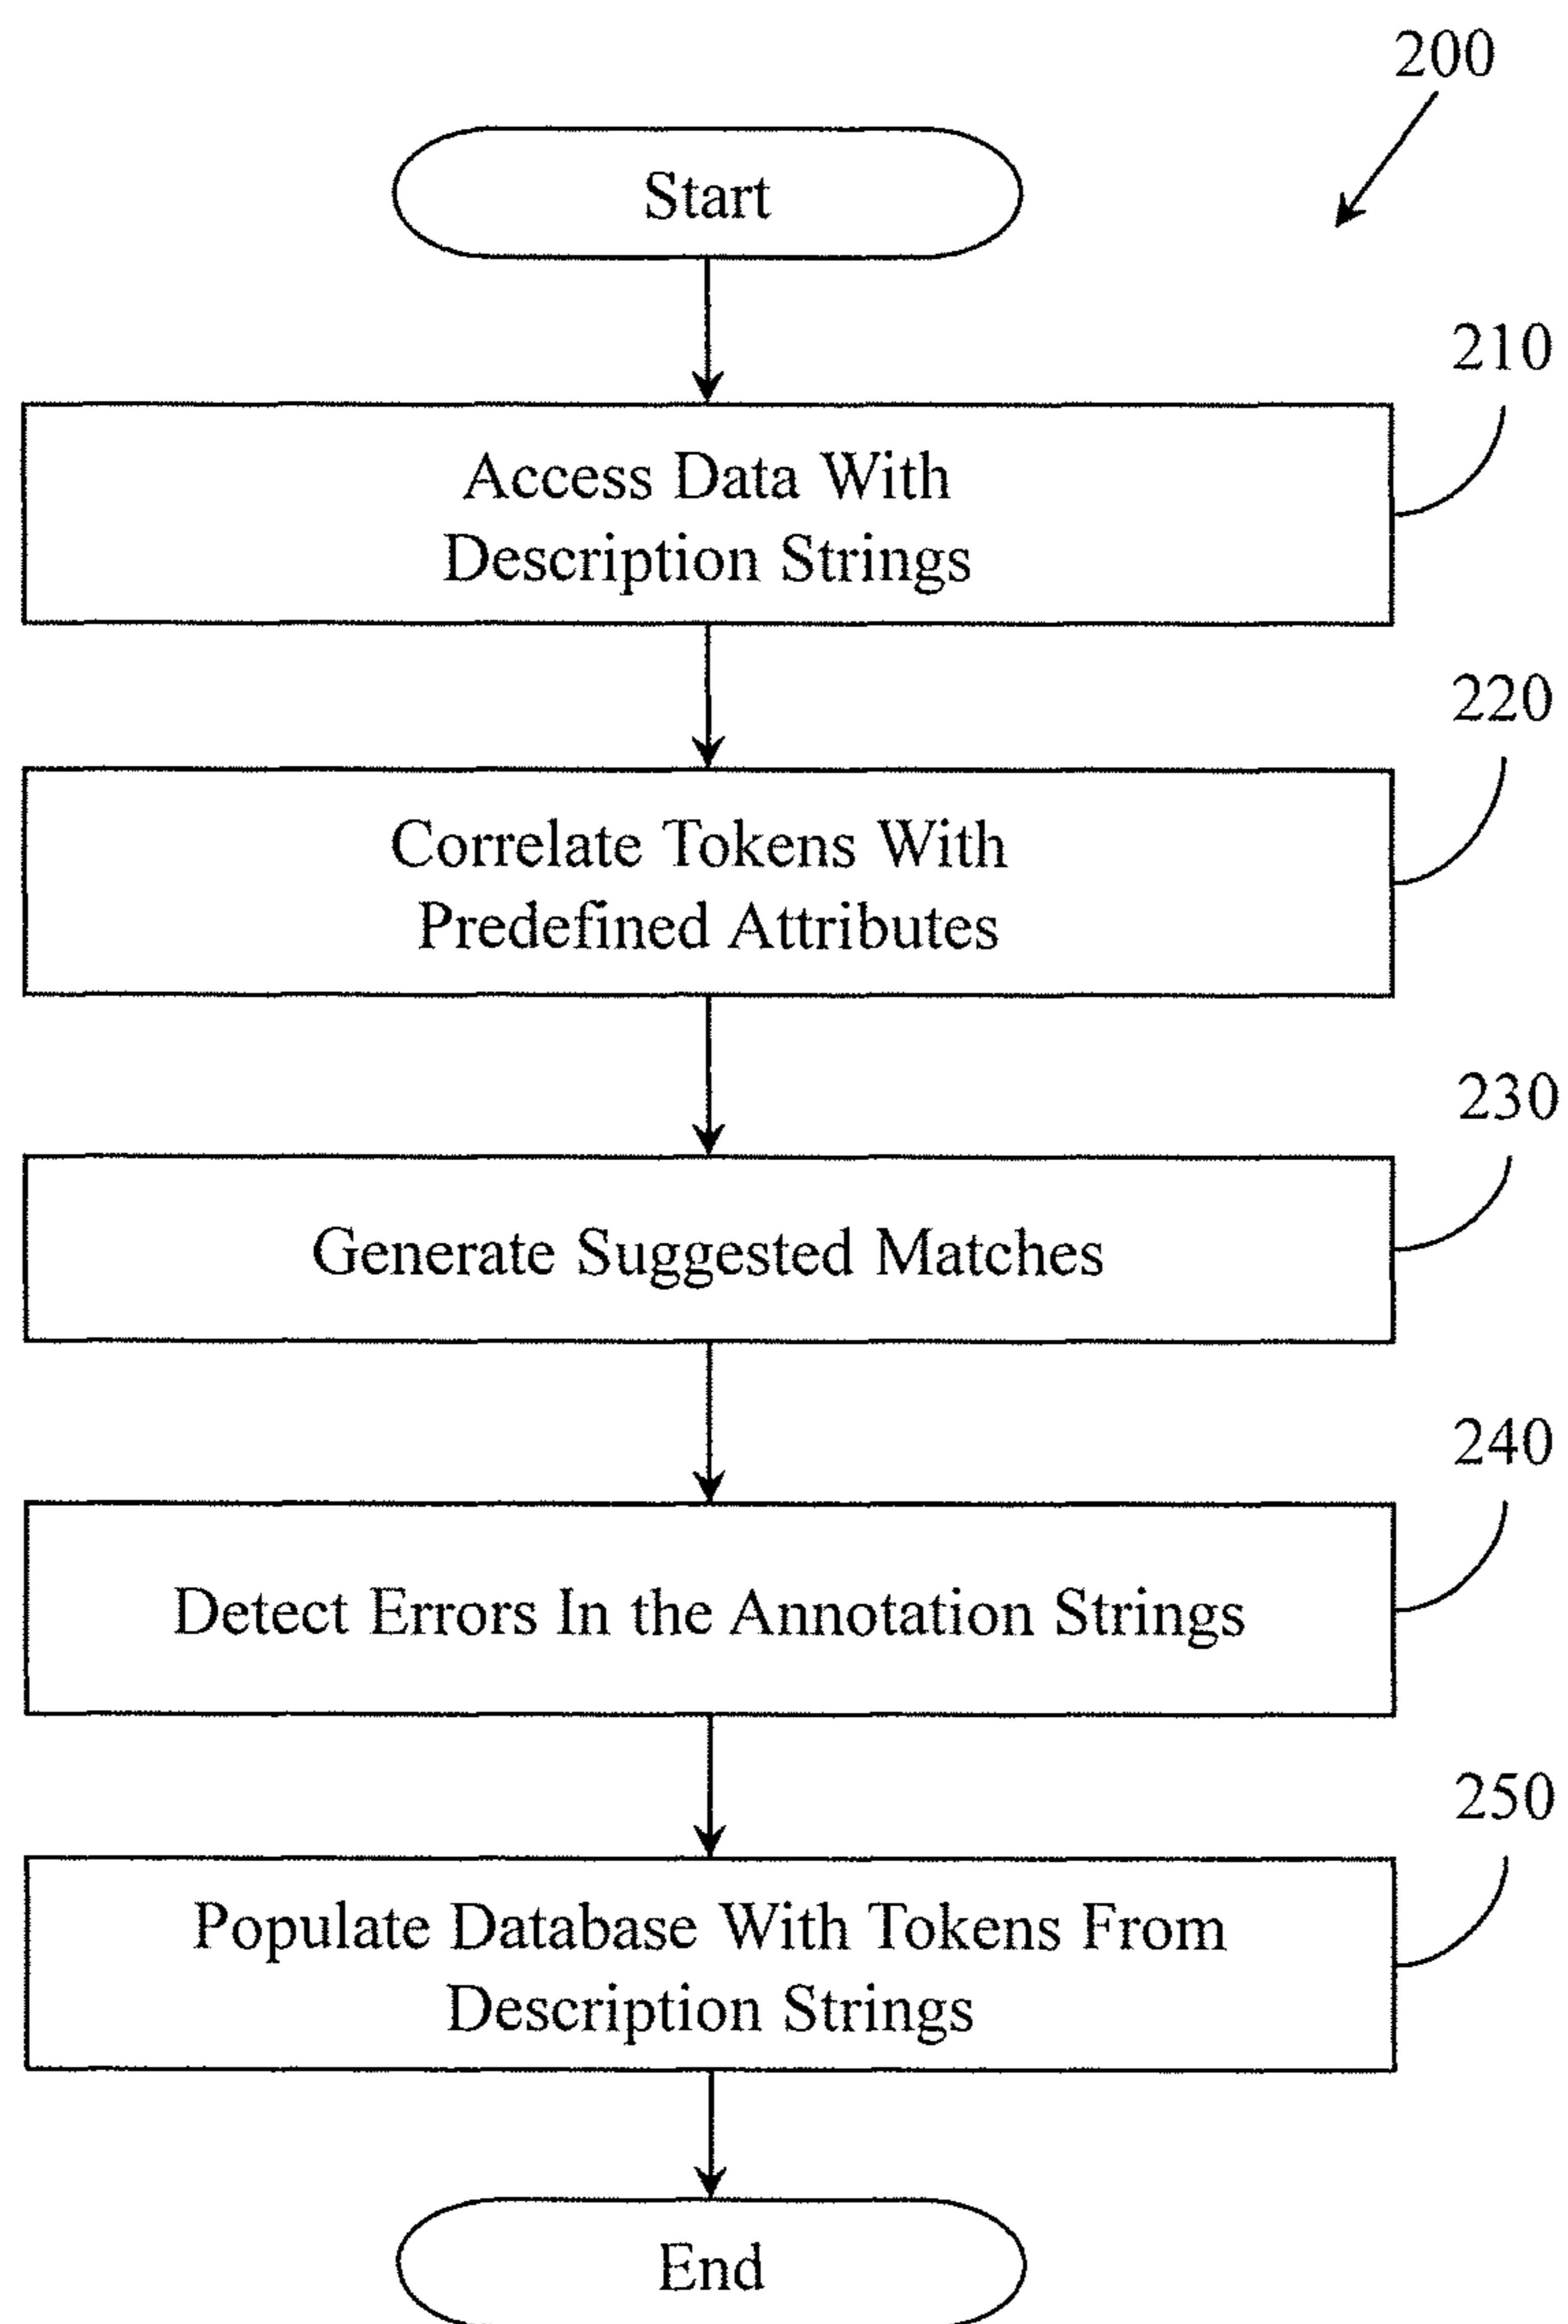 200
Start
210
Access Data With
Description Strings
220
Correlate Tokens With
Predefined Attributes
230
Generate Suggested Matches
240
Detect Errors In the Annotation Strings
250
Populate Database With Tokens From
Description Strings
End